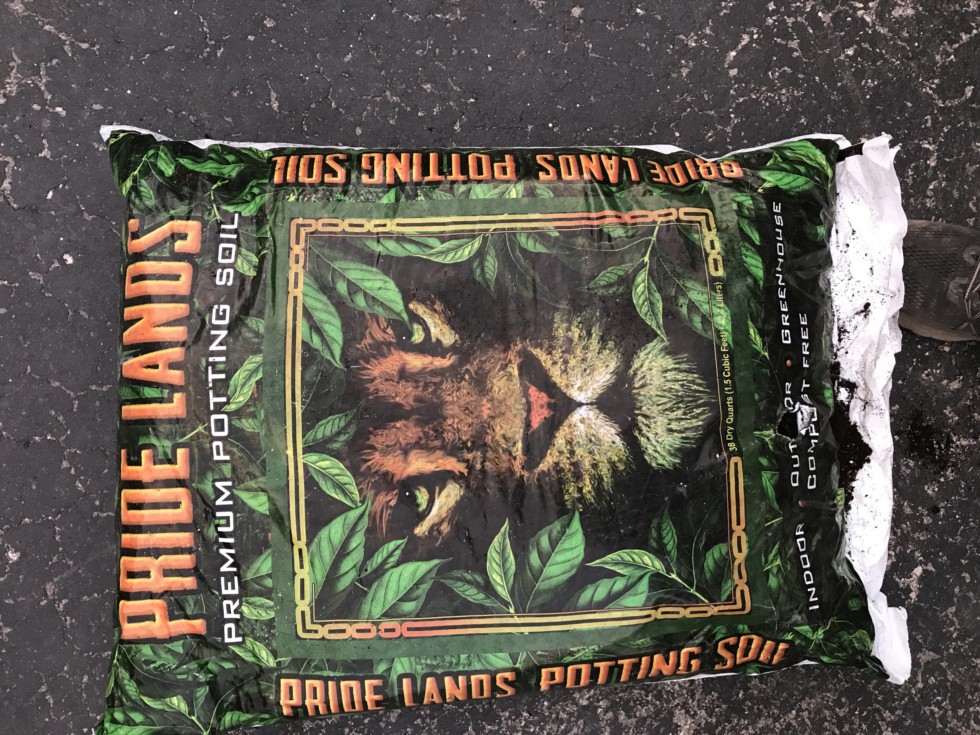 PRIDE LANDS POTTING SOIL
PRIDE LANDS
PREMIUM POTTING SOIL
38 Dry Quarts (1.5 Cubic Feet) Liters)
INDOOR • OUTDOOR • GREENHOUSE
COMPOST FREE
PRIDE LANDS POTTING SOIL